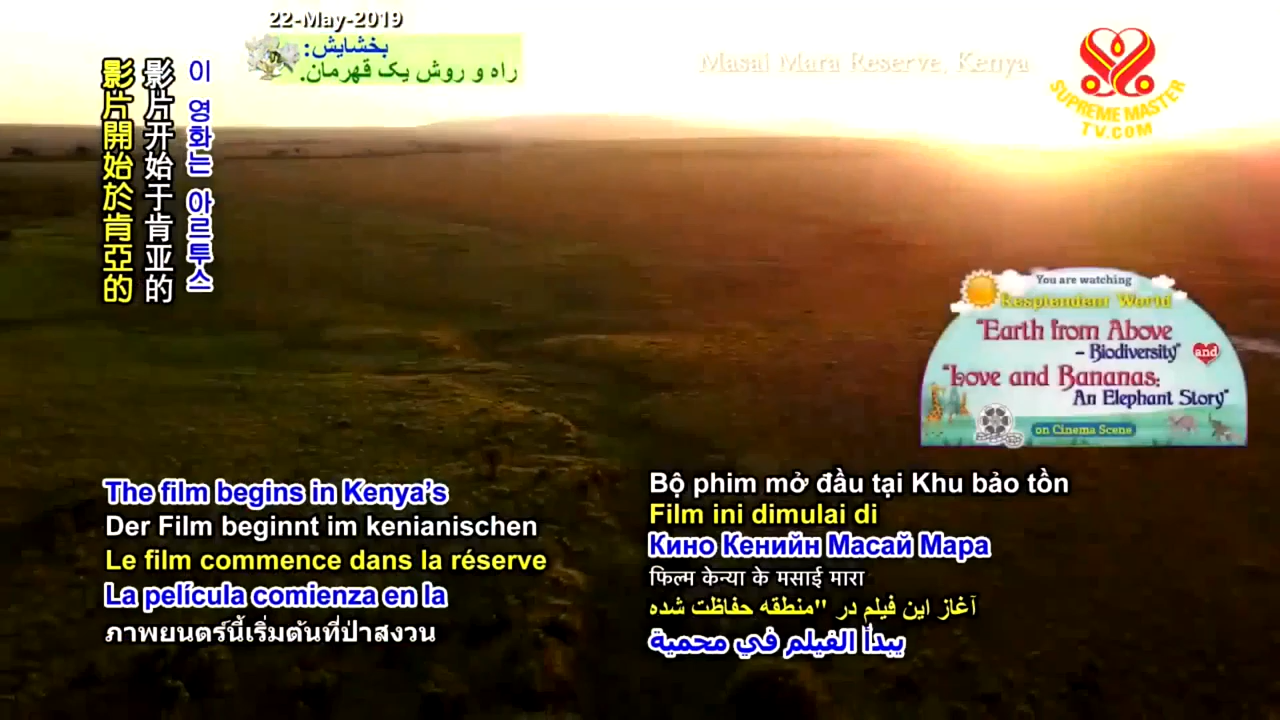 22-May-2019
بخشایش:
راه و روش یک قهرمان.
Masai Mara Reserve, Kenya
SUPREME MASTER
TV.COM
이 영화는 아르투스
影片开始于肯亚的
影片開始於肯亞的
You are watching
Resplendent World
"Earth from Above
- Biodiversity" and
"Love and Bananas:
An Elephant Story"
on Cinema Scene
The film begins in Kenya's
Der Film beginnt im kenianischen
Le film commence dans la réserve
La película comienza en la
ภาพยนตร์นี้เริ่มต้นที่ป่าสงวน
Bộ phim mở đầu tại Khu bảo tồn
Film ini dimulai di
Кино Кенийн Масай Мара
फिल्म केन्या के मसाई मारा
آغاز این فیلم در "منطقه حفاظت شده
يبدأ الفيلم في محمية